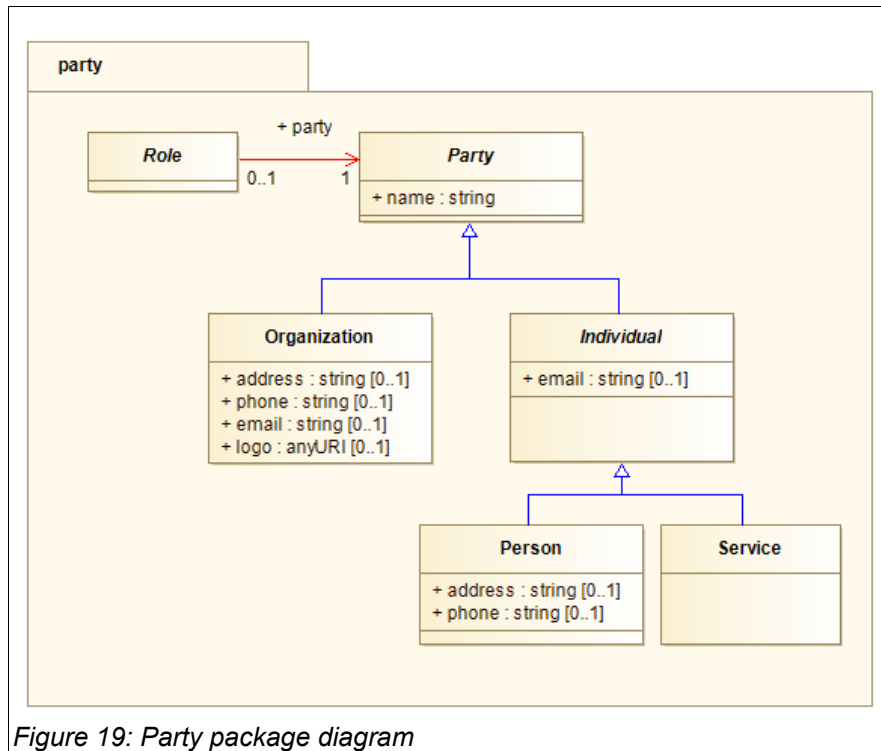 party
+ party
Role
0..1
1
Party
+ name : string
Organization
+ address : string [0..1]
+ phone : string [0..1]
+ email : string [0..1]
+ logo : anyURI [0..1]
Individual
+ email : string [0..1]
Person
+ address : string [0..1]
+ phone : string [0..1]
Service
Figure 19: Party package diagram